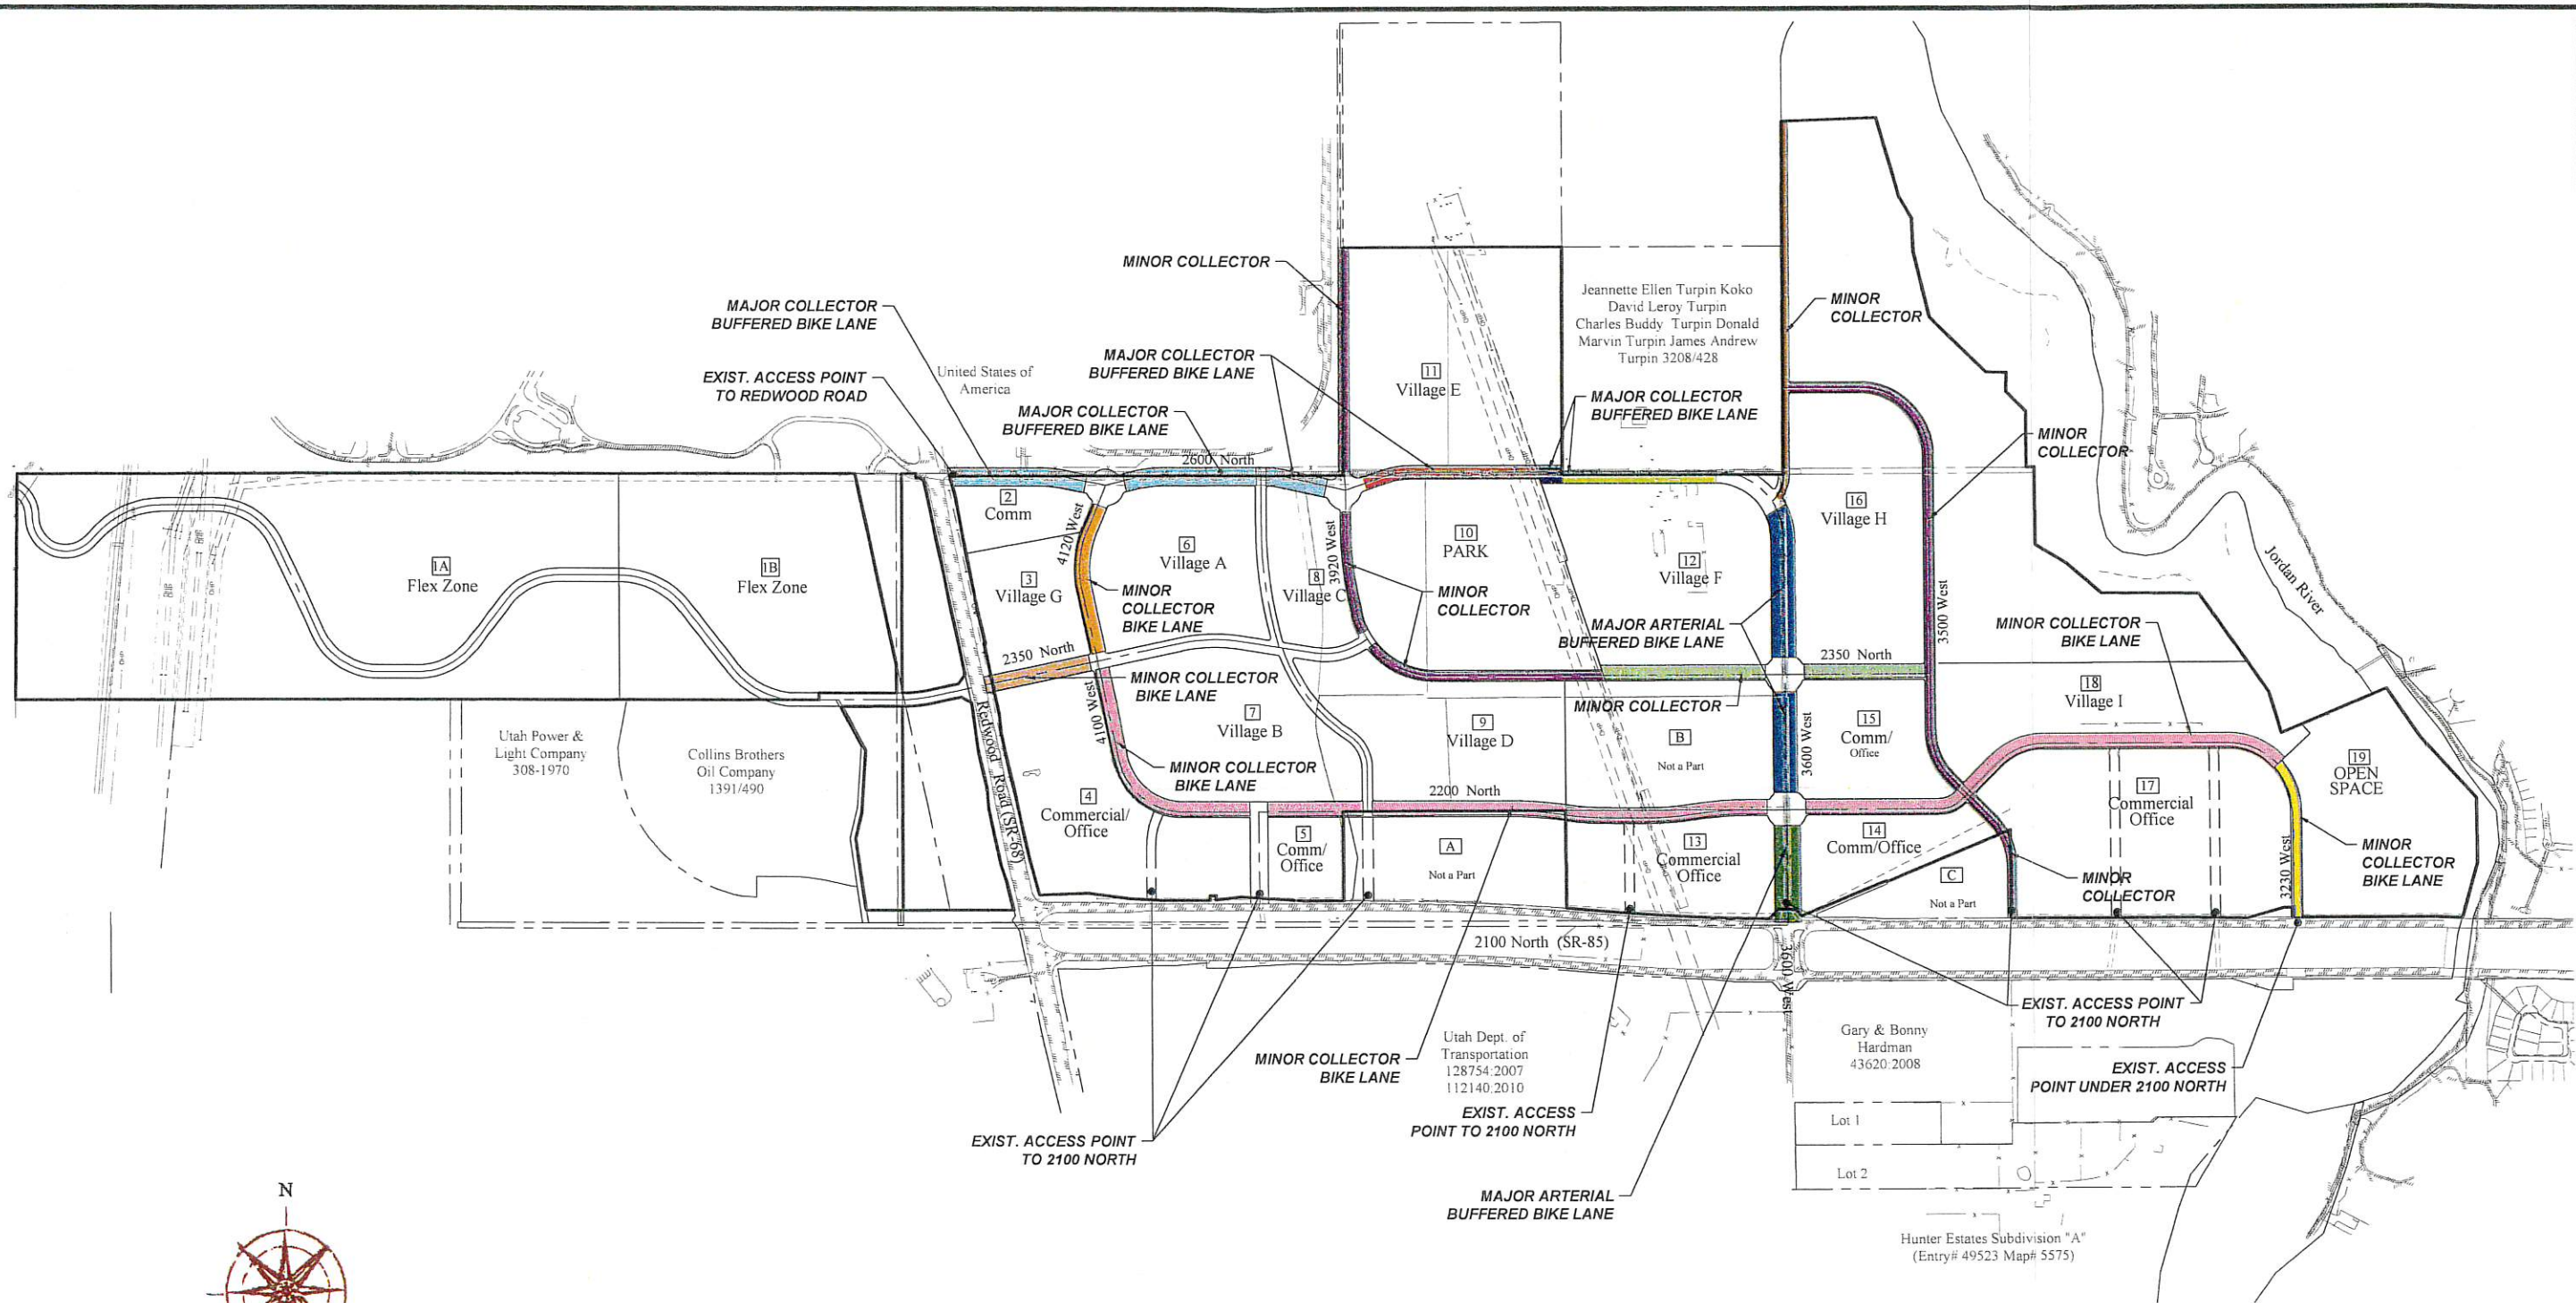 MINOR COLLECTOR
MAJOR COLLECTOR
BUFFERED BIKE LANE
EXIST. ACCESS POINT
TO REDWOOD ROAD
United States of
America
MAJOR COLLECTOR
BUFFERED BIKE LANE
MAJOR COLLECTOR
BUFFERED BIKE LANE
2600 North
11
Village E
Jeannette Ellen Turpin Koko
David Leroy Turpin
Charles Buddy Turpin Donald
Marvin Turpin James Andrew
Turpin 3208/428
MAJOR COLLECTOR
BUFFERED BIKE LANE
MINOR
COLLECTOR
MINOR
COLLECTOR
1A
Flex Zone
1B
Flex Zone
2
Comm
3
Village G
4120 West
6
Village A
MINOR
COLLECTOR
BIKE LANE
8
Village C
3920 West
10
PARK
MINOR
COLLECTOR
12
Village F
MAJOR ARTERIAL
BUFFERED BIKE LANE
16
Village H
3500 West
Jordan River
MINOR COLLECTOR
BIKE LANE
2350 North
MINOR COLLECTOR
BIKE LANE
2350 North
18
Village I
Redwood Road (SR-68)
4100 West
7
Village B
9
Village D
MINOR COLLECTOR
B
Not a Part
3600 West
15
Comm/
Office
19
OPEN
SPACE
Utah Power &
Light Company
308-1970
Collins Brothers
Oil Company
1391/490
MINOR COLLECTOR
BIKE LANE
4
Commercial/
Office
2200 North
5
Comm/
Office
A
Not a Part
13
Commercial
Office
14
Comm/Office
17
Commercial
Office
C
Not a Part
MINOR
COLLECTOR
3230 West
MINOR
COLLECTOR
BIKE LANE
2100 North (SR-85)
3600 West
EXIST. ACCESS POINT
TO 2100 NORTH
MINOR COLLECTOR
BIKE LANE
Utah Dept. of
Transportation
128754:2007
112140:2010
Gary & Bonny
Hardman
43620:2008
EXIST. ACCESS
POINT UNDER 2100 NORTH
EXIST. ACCESS
POINT TO 2100 NORTH
EXIST. ACCESS POINT
TO 2100 NORTH
Lot 1
Lot 2
MAJOR ARTERIAL
BUFFERED BIKE LANE
Hunter Estates Subdivision "A"
(Entry# 49523 Map# 5575)
N